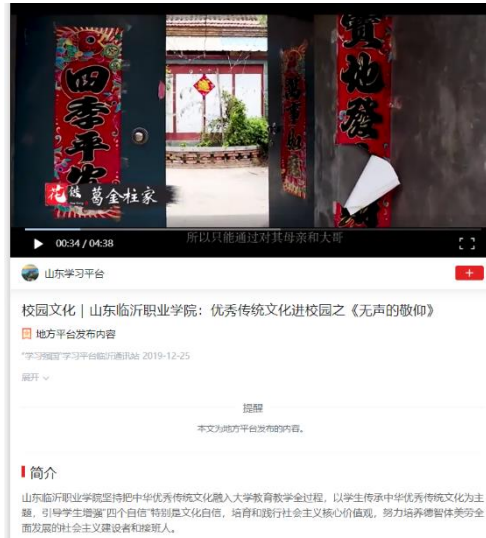 四季平安
寳地發
花鼓 葛金柱家
00:34 / 04:38
所以只能通过对其母亲和大哥
山东学习平台
校园文化｜山东临沂职业学院：优秀传统文化进校园之《无声的敬仰》
地方平台发布内容
“学习强国”学习平台临沂通讯站 2019-12-25
展开
提醒
本文为地方平台发布的内容。
简介
山东临沂职业学院坚持把中华优秀传统文化融入大学教育教学全过程，以学生传承中华优秀传统文化为主
题，引导学生增强“四个自信”特别是文化自信，培育和践行社会主义核心价值观，努力培养德智体美劳全
面发展的社会主义建设者和接班人。